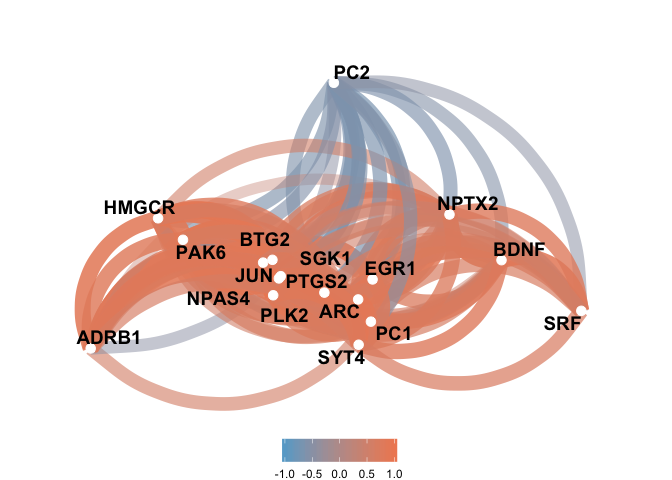 PC2
HMGCR
NPTX2
BTG2
PAK6
BDNF
SGK1
EGR1
JUN
PTGS2
NPAS4
ARC
PLK2
SRF
PC1
ADRB1
SYT4
-1.0 -0.5 0.0 0.5 1.0